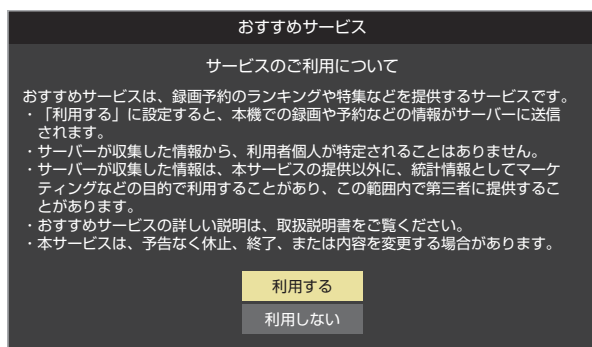 おすすめサービス
サービスのご利用について
おすすめサービスは、録画予約のランキングや特集などを提供するサービスです。
・「利用する」に設定すると、本機での録画や予約などの情報がサーバーに送信
されます。
・サーバーが収集した情報から、利用者個人が特定されることはありません。
・サーバーが収集した情報は、本サービスの提供以外に、統計情報としてマーケ
ティングなどの目的で利用することがあり、この範囲内で第三者に提供するこ
とがあります。
・おすすめサービスの詳しい説明は、取扱説明書をご覧ください。
・本サービスは、予告なく休止、終了、または内容を変更する場合があります。
利用する
利用しない